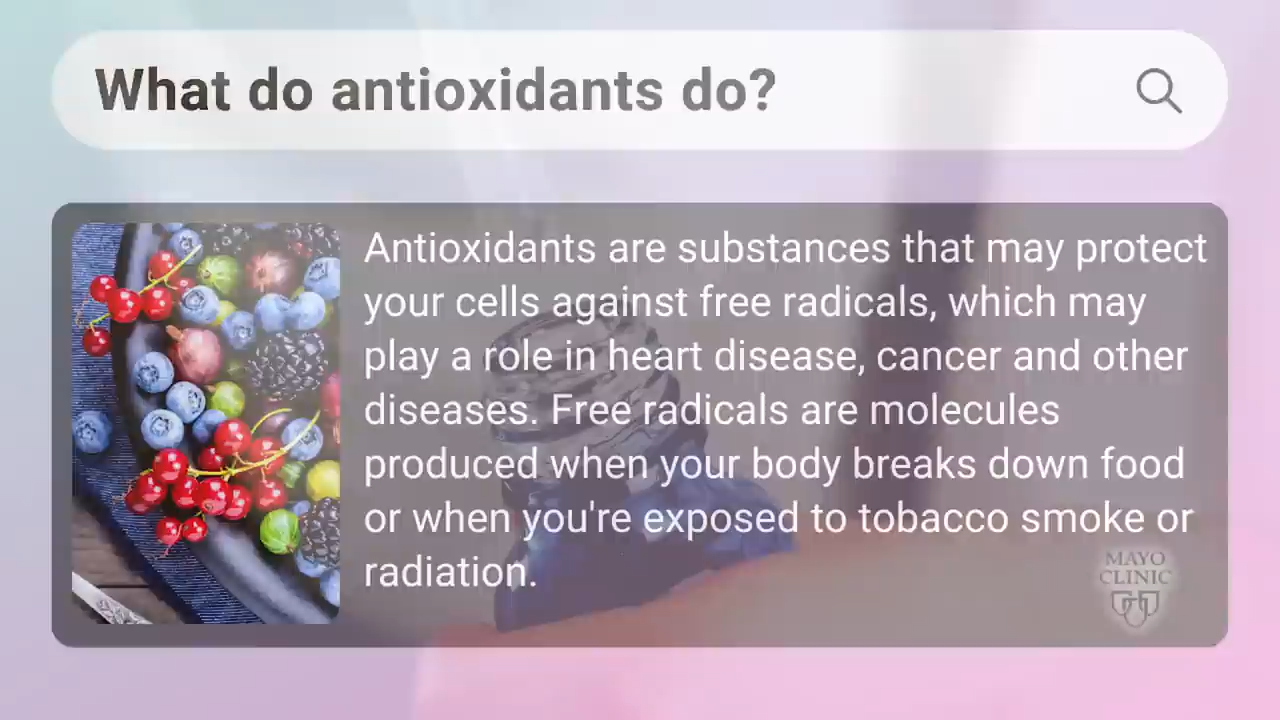 What do antioxidants do?
Antioxidants are substances that may protect
your cells against free radicals, which may
play a role in heart disease, cancer and other
diseases. Free radicals are molecules
produced when your body breaks down food
or when you're exposed to tobacco smoke or
radiation.
MAYO
CLINIC